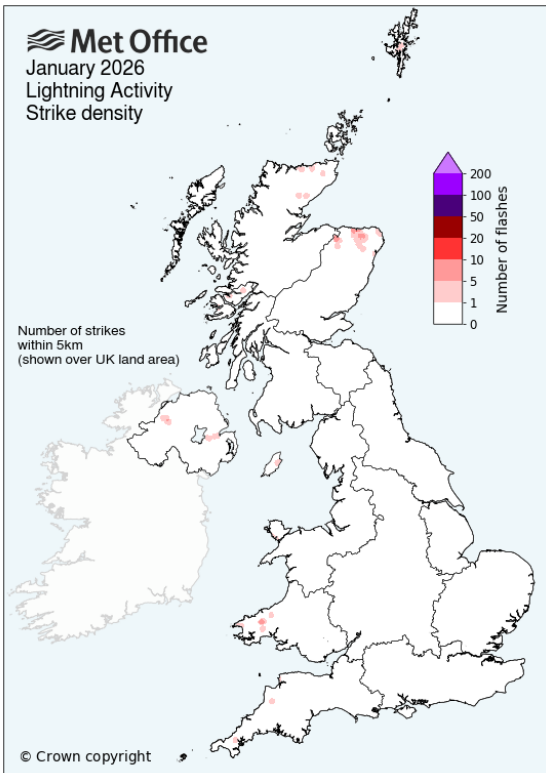 Met Office
January 2026
Lightning Activity
Strike density
200
100
50
20
10
5
1
0
Number of flashes
Number of strikes
within 5km
(shown over UK land area)
© Crown copyright